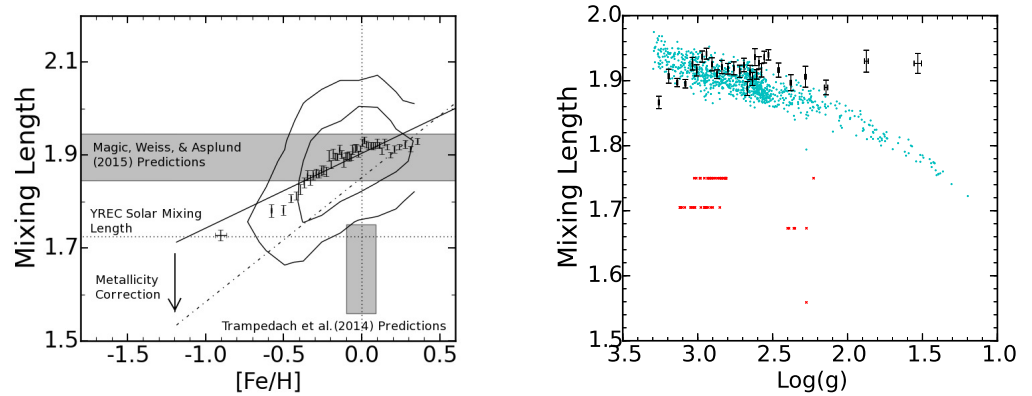 2.1
1.9
1.7
1.5
-1.5
-1.0
-0.5
0.0
0.5
[Fe/H]
Mixing Length
Magic, Weiss, & Asplund
(2015) Predictions
YREC Solar Mixing
Length
Metallicity
Correction
Trampedach et al.(2014) Predictions
2.0
1.9
1.8
1.7
1.6
1.5
3.5
3.0
2.5
2.0
1.5
1.0
Log(g)
Mixing Length